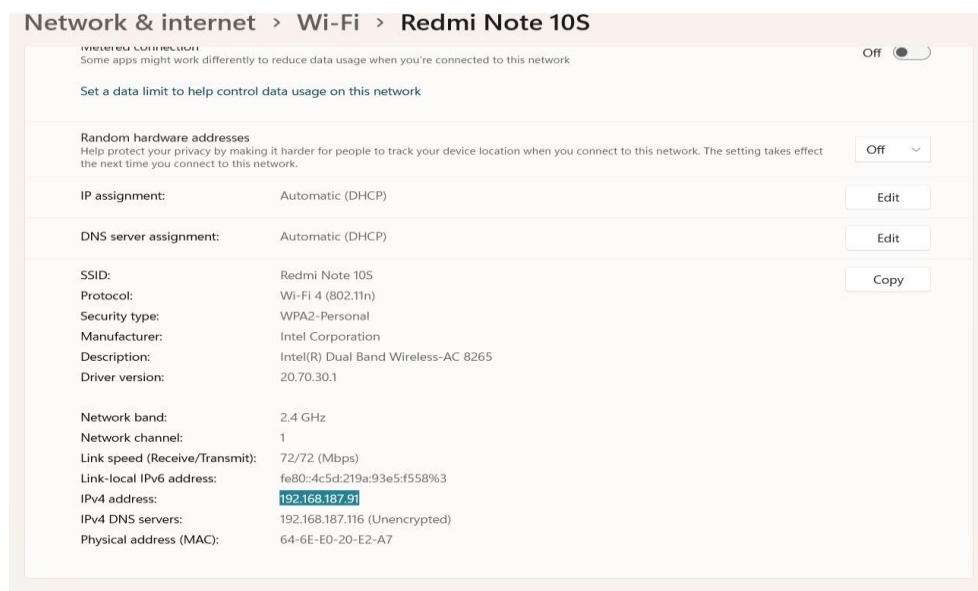 Network & internet > Wi-Fi > Redmi Note 10S
Metered connection
Some apps might work differently to reduce data usage when you're connected to this network
Off
Set a data limit to help control data usage on this network
Random hardware addresses
Help protect your privacy by making it harder for people to track your device location when you connect to this network. The setting takes effect
the next time you connect to this network.
Off
IP assignment: Automatic (DHCP)
Edit
DNS server assignment: Automatic (DHCP)
Edit
SSID: Redmi Note 10S
Copy
Protocol: Wi-Fi 4 (802.11n)
Security type: WPA2-Personal
Manufacturer: Intel Corporation
Description: Intel(R) Dual Band Wireless-AC 8265
Driver version: 20.70.30.1
Network band: 2.4 GHz
Network channel: 1
Link speed (Receive/Transmit): 72/72 (Mbps)
Link-local IPv6 address: fe80::4c5d:219a:93e5:f558%3
IPv4 address: 192.168.187.91
IPv4 DNS servers: 192.168.187.116 (Unencrypted)
Physical address (MAC): 64-6E-E0-20-E2-A7